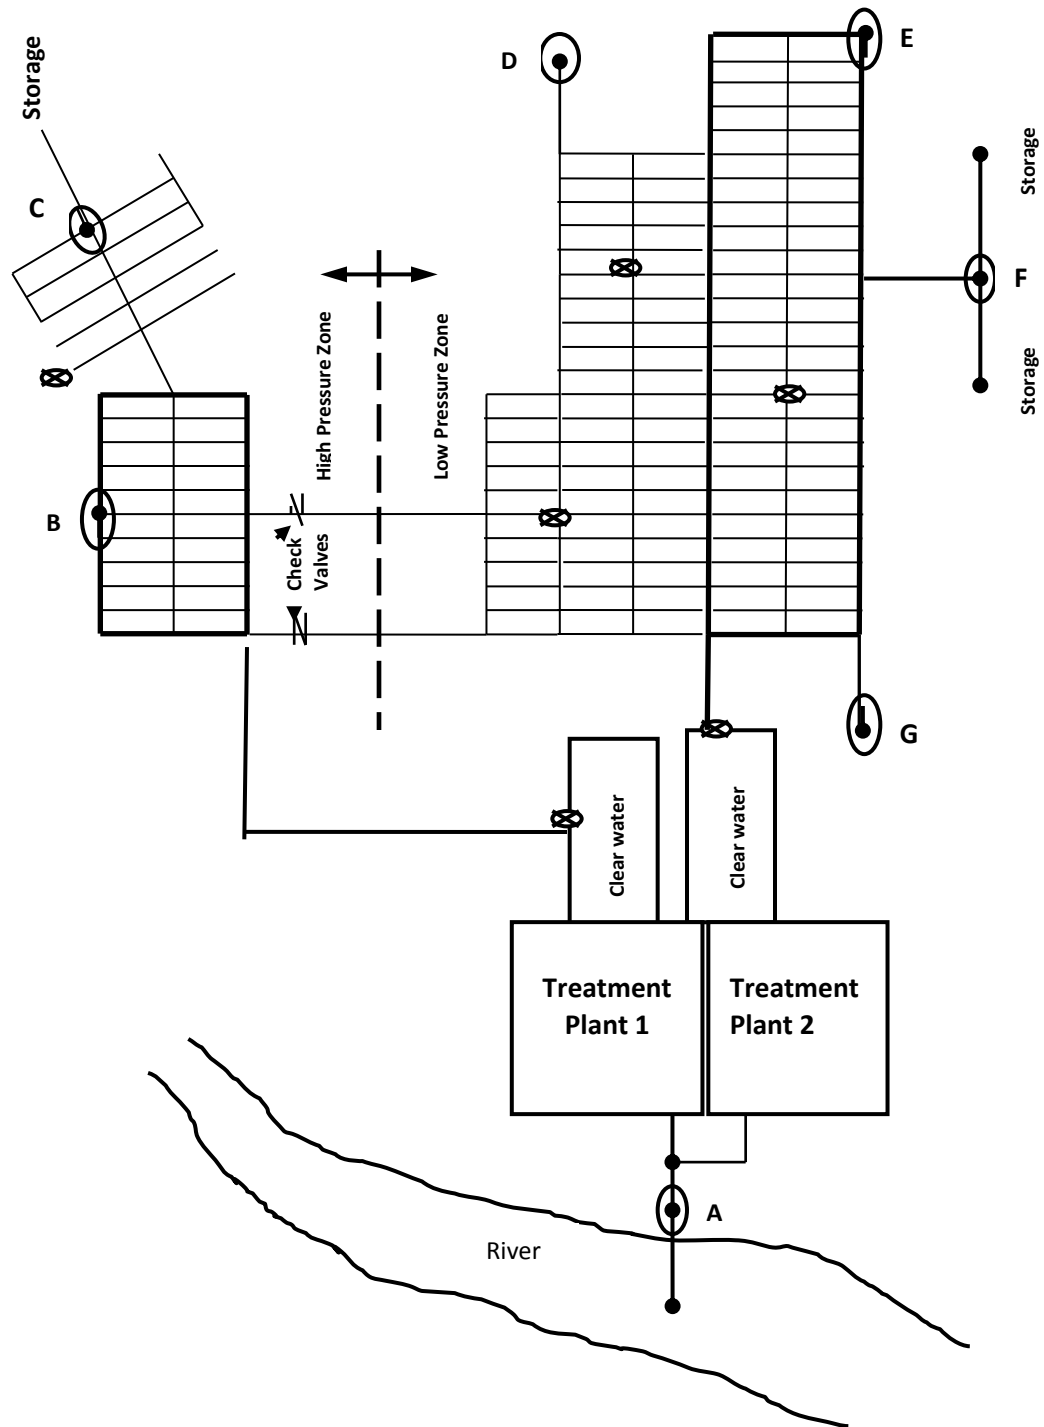 E
D
Storage
Storage
C
F
High Pressure Zone
Low Pressure Zone
Storage
B
Check
Valves
G
Clear water
Clear water
Treatment
Plant 1
Treatment
Plant 2
A
River